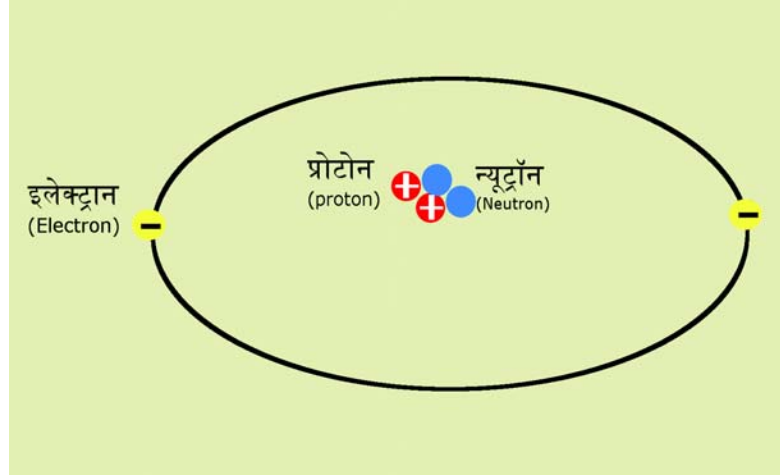 प्रोटोन
(proton)
न्यूट्रॉन
(Neutron)
इलेक्ट्रान
(Electron)